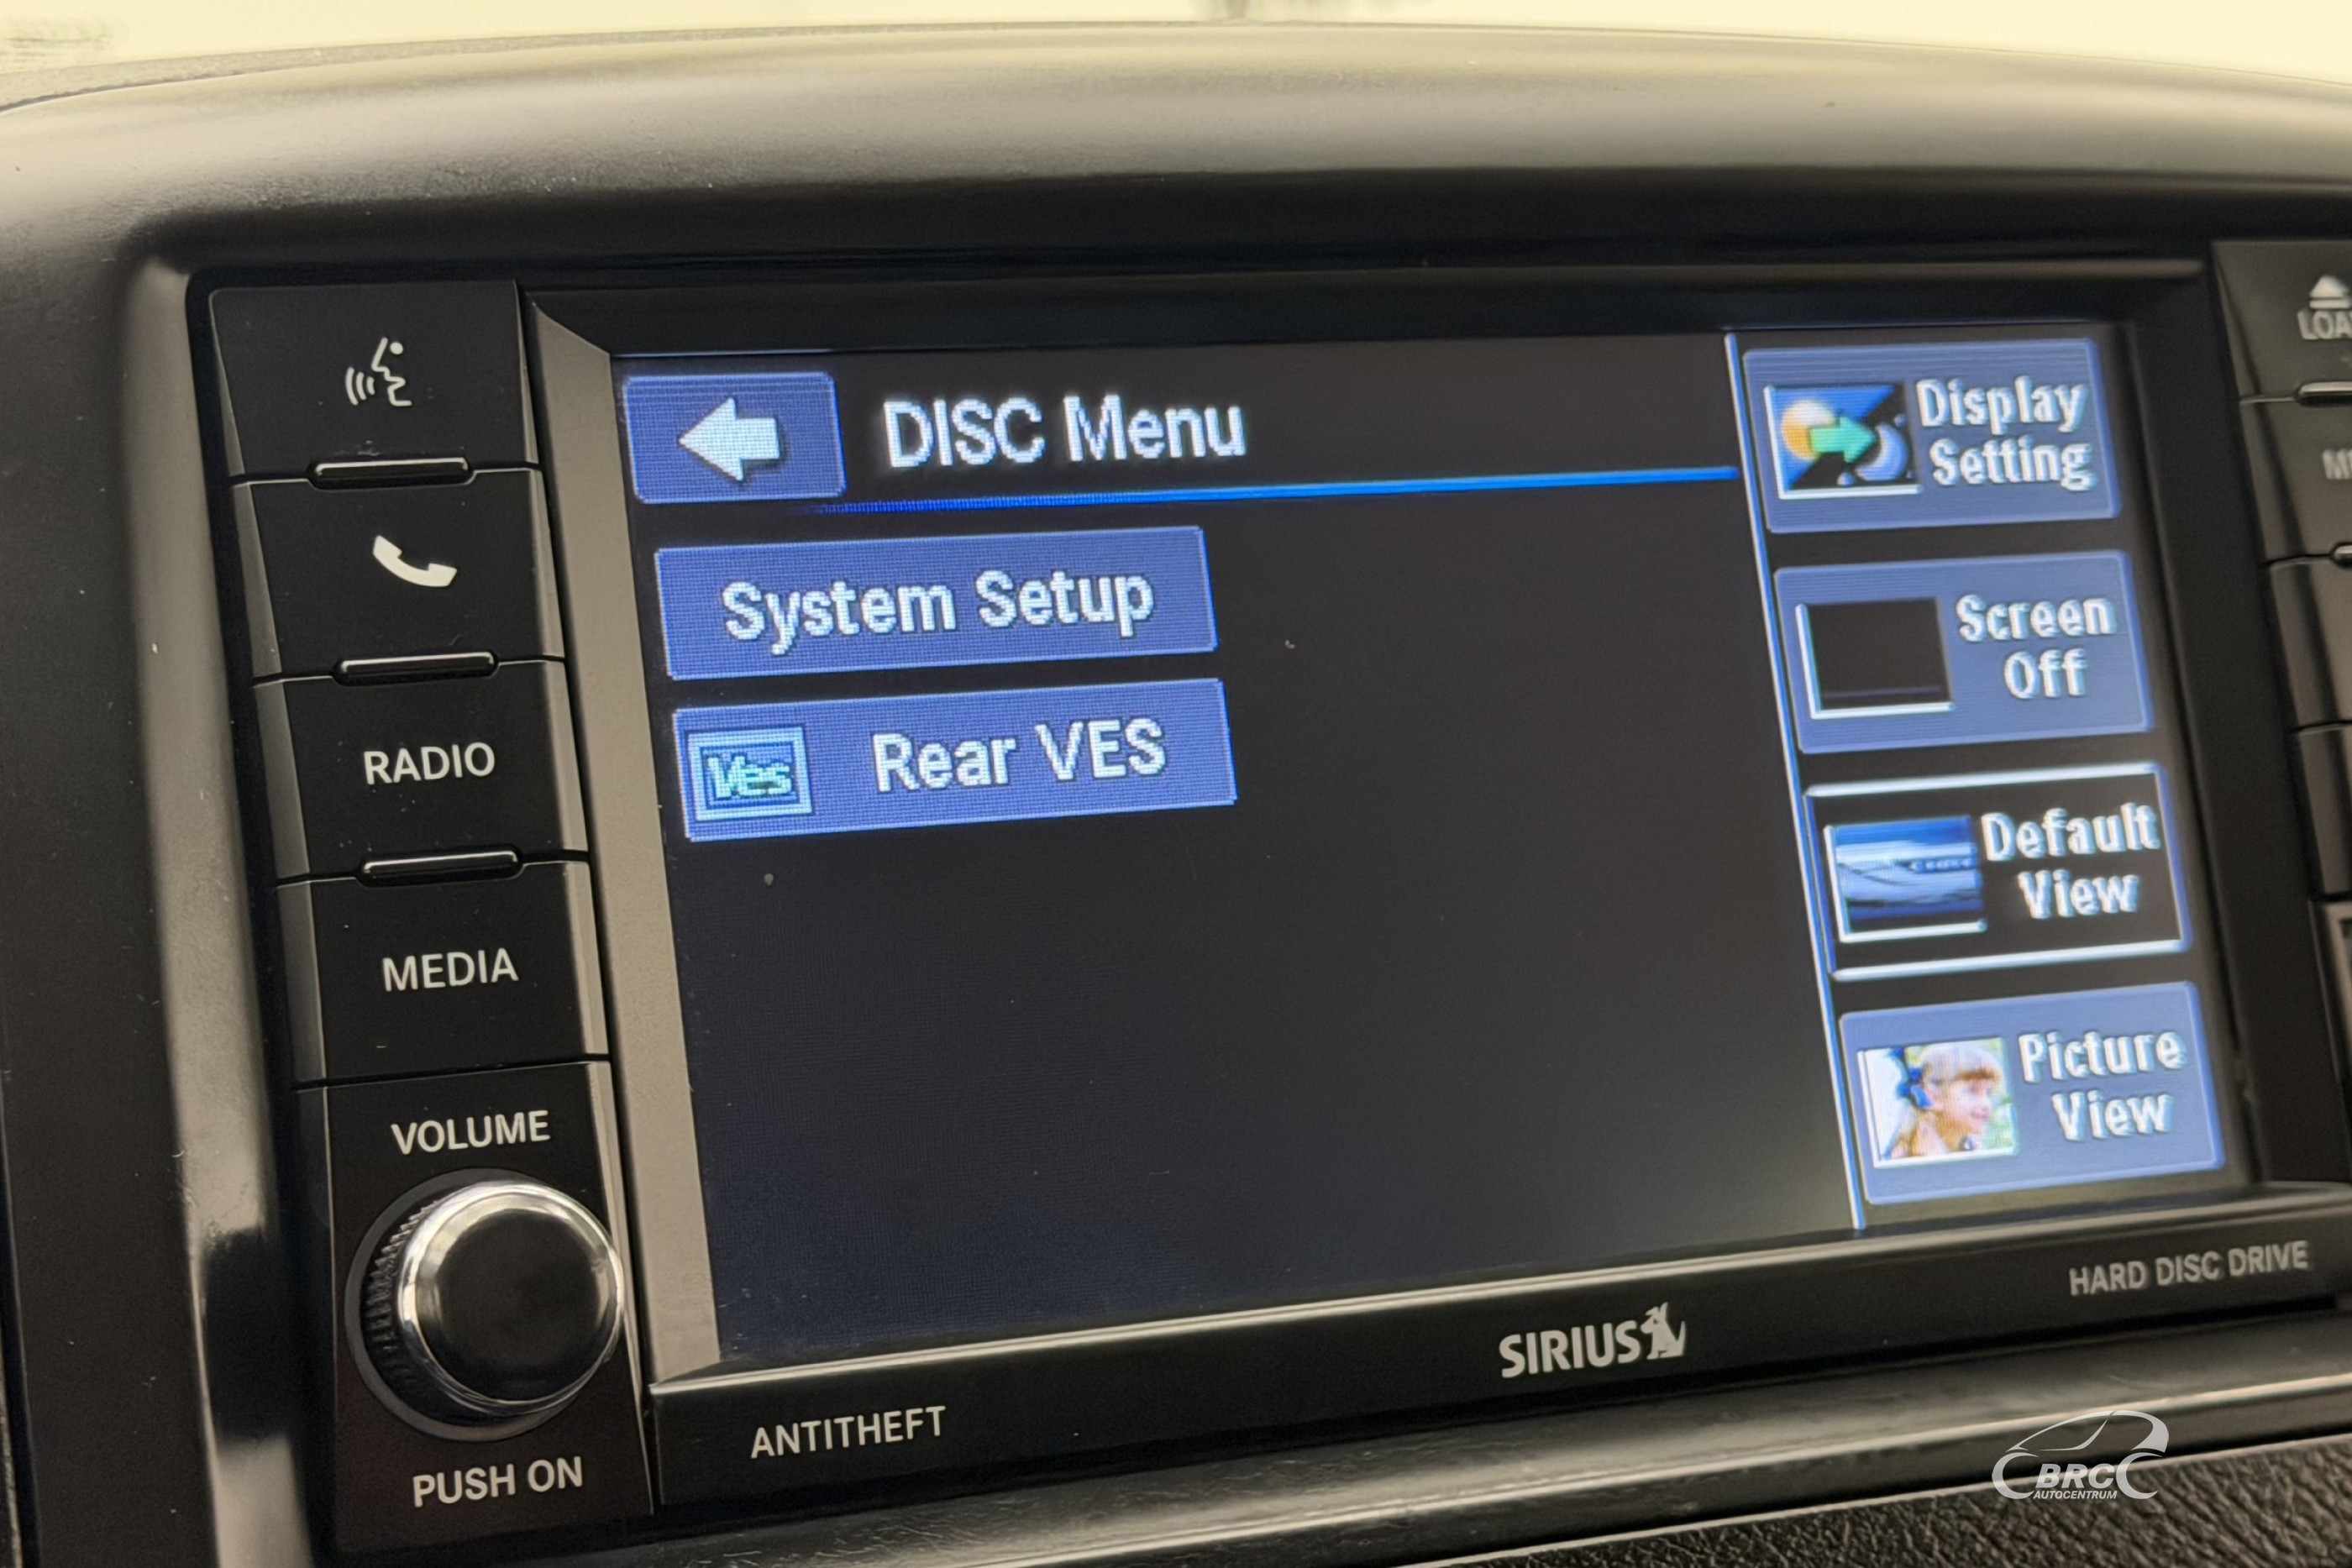 DISC Menu
System Setup
Ves
Rear VES
Display
Setting
Screen
Off
Default
View
Picture
View
RADIO
MEDIA
VOLUME
PUSH ON
ANTITHEFT
SIRIUS
HARD DISC DRIVE
BRC
AUTOCENTRUM